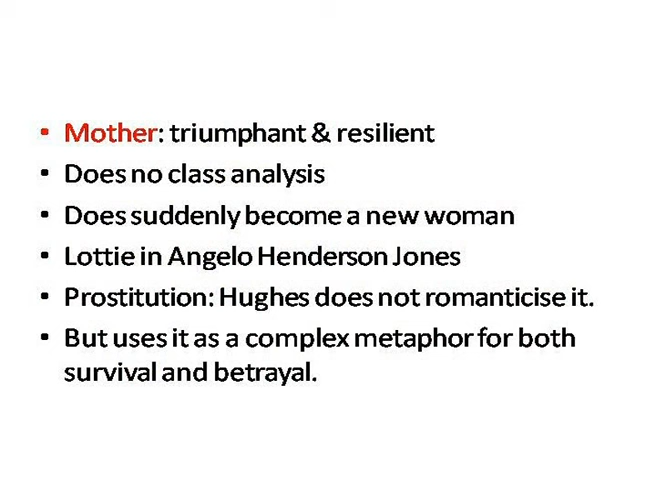 • Mother: triumphant & resilient
• Does no class analysis
• Does suddenly become a new woman
• Lottie in Angelo Henderson Jones
• Prostitution: Hughes does not romanticise it.
• But uses it as a complex metaphor for both
survival and betrayal.